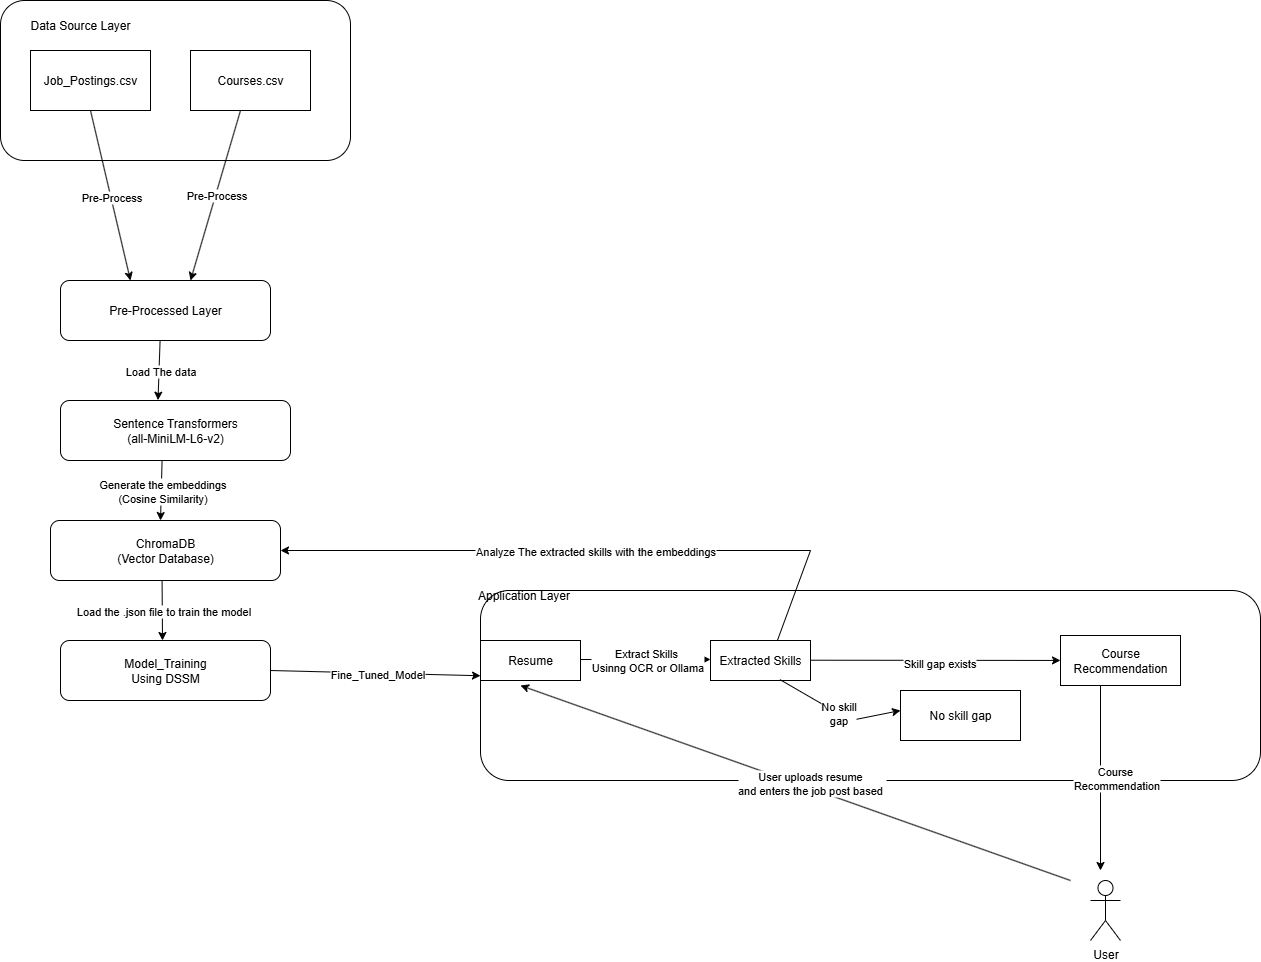 Data Source Layer
Job_Postings.csv
Courses.csv
Pre-Process
Pre-Process
Pre-Processed Layer
Load The data
Sentence Transformers
(all-MiniLM-L6-v2)
Generate the embeddings
(Cosine Similarity)
ChromaDB
(Vector Database)
Analyze The extracted skills with the embeddings
Load the .json file to train the model
Application Layer
Model_Training
Using DSSM
Fine_Tuned_Model
Resume
Extract Skills
Usinng OCR or Ollama
Extracted Skills
Skill gap exists
Course
Recommendation
No skill
gap
No skill gap
User uploads resume
and enters the job post based
Course
Recommendation
User